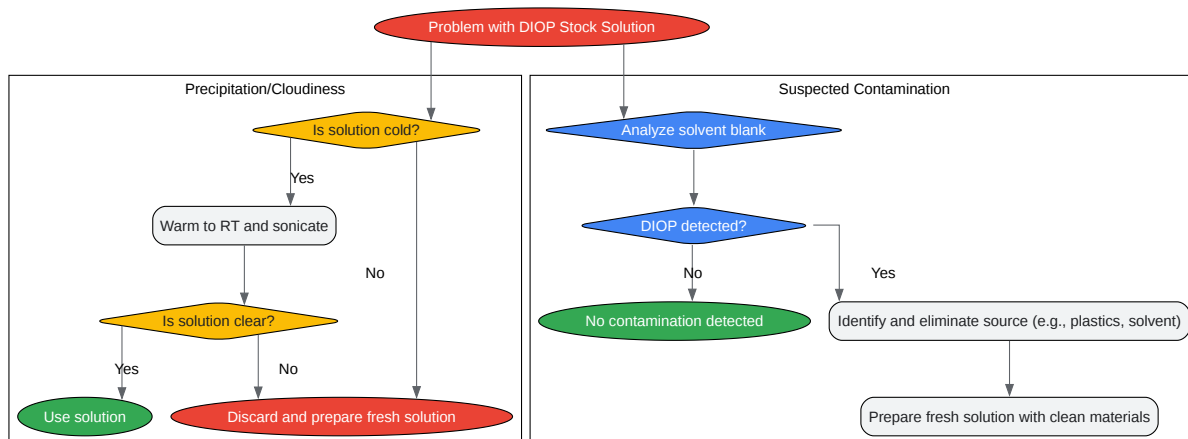 Problem with DIOP Stock Solution
Precipitation/Cloudiness
Is solution cold?
Yes
Warm to RT and sonicate
No
Is solution clear?
Yes
No
Use solution
Discard and prepare fresh solution
Suspected Contamination
Analyze solvent blank
DIOP detected?
No
Yes
No contamination detected
Identify and eliminate source (e.g., plastics, solvent)
Prepare fresh solution with clean materials